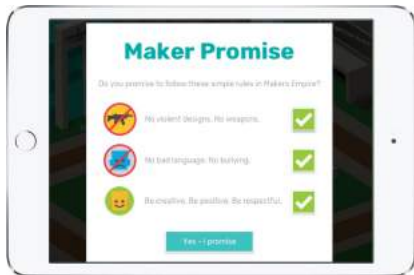 Maker Promise
Do you promise to follow these simple rules in Makers Empire?
No violent designs. No weapons.
No bad language. No bullying.
Be creative. Be positive. Be respectful.
Yes - I promise